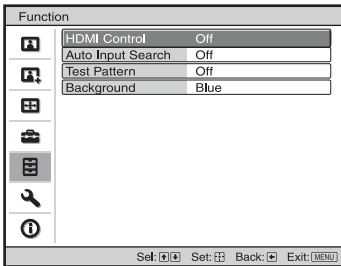 Function
HDMI Control Off
Auto Input Search Off
Test Pattern Off
Background Blue
Sel: Set: Back: Exit: MENU